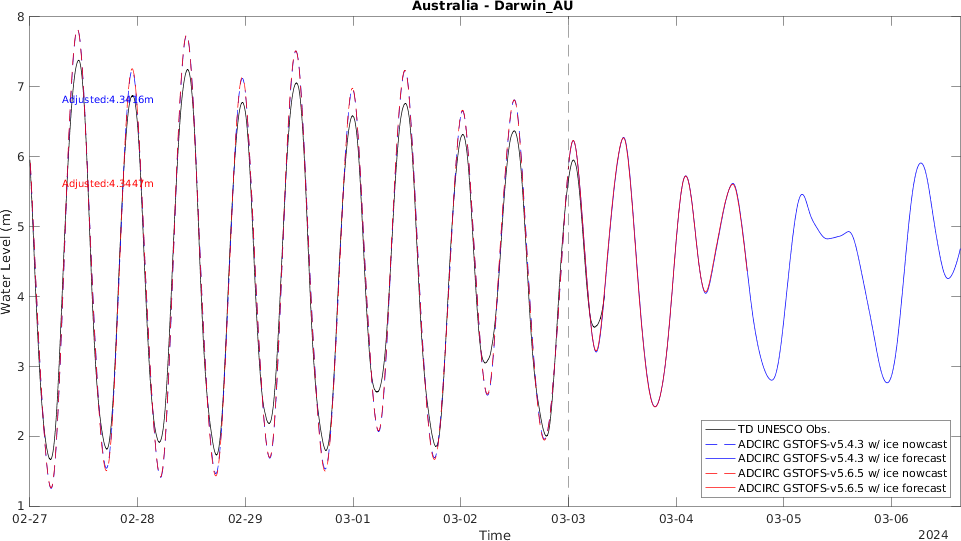 Australia - Darwin_AU
8
7
Adjusted:4.3416m
6
Adjusted:4.3447m
5
Water Level (m)
4
3
2
1
TD UNESCO Obs.
ADCIRC GSTOFS-v5.4.3 w/ ice nowcast
ADCIRC GSTOFS-v5.4.3 w/ ice forecast
ADCIRC GSTOFS-v5.6.5 w/ ice nowcast
ADCIRC GSTOFS-v5.6.5 w/ ice forecast
02-27 02-28 02-29 03-01 03-02 03-03 03-04 03-05 03-06
Time
2024